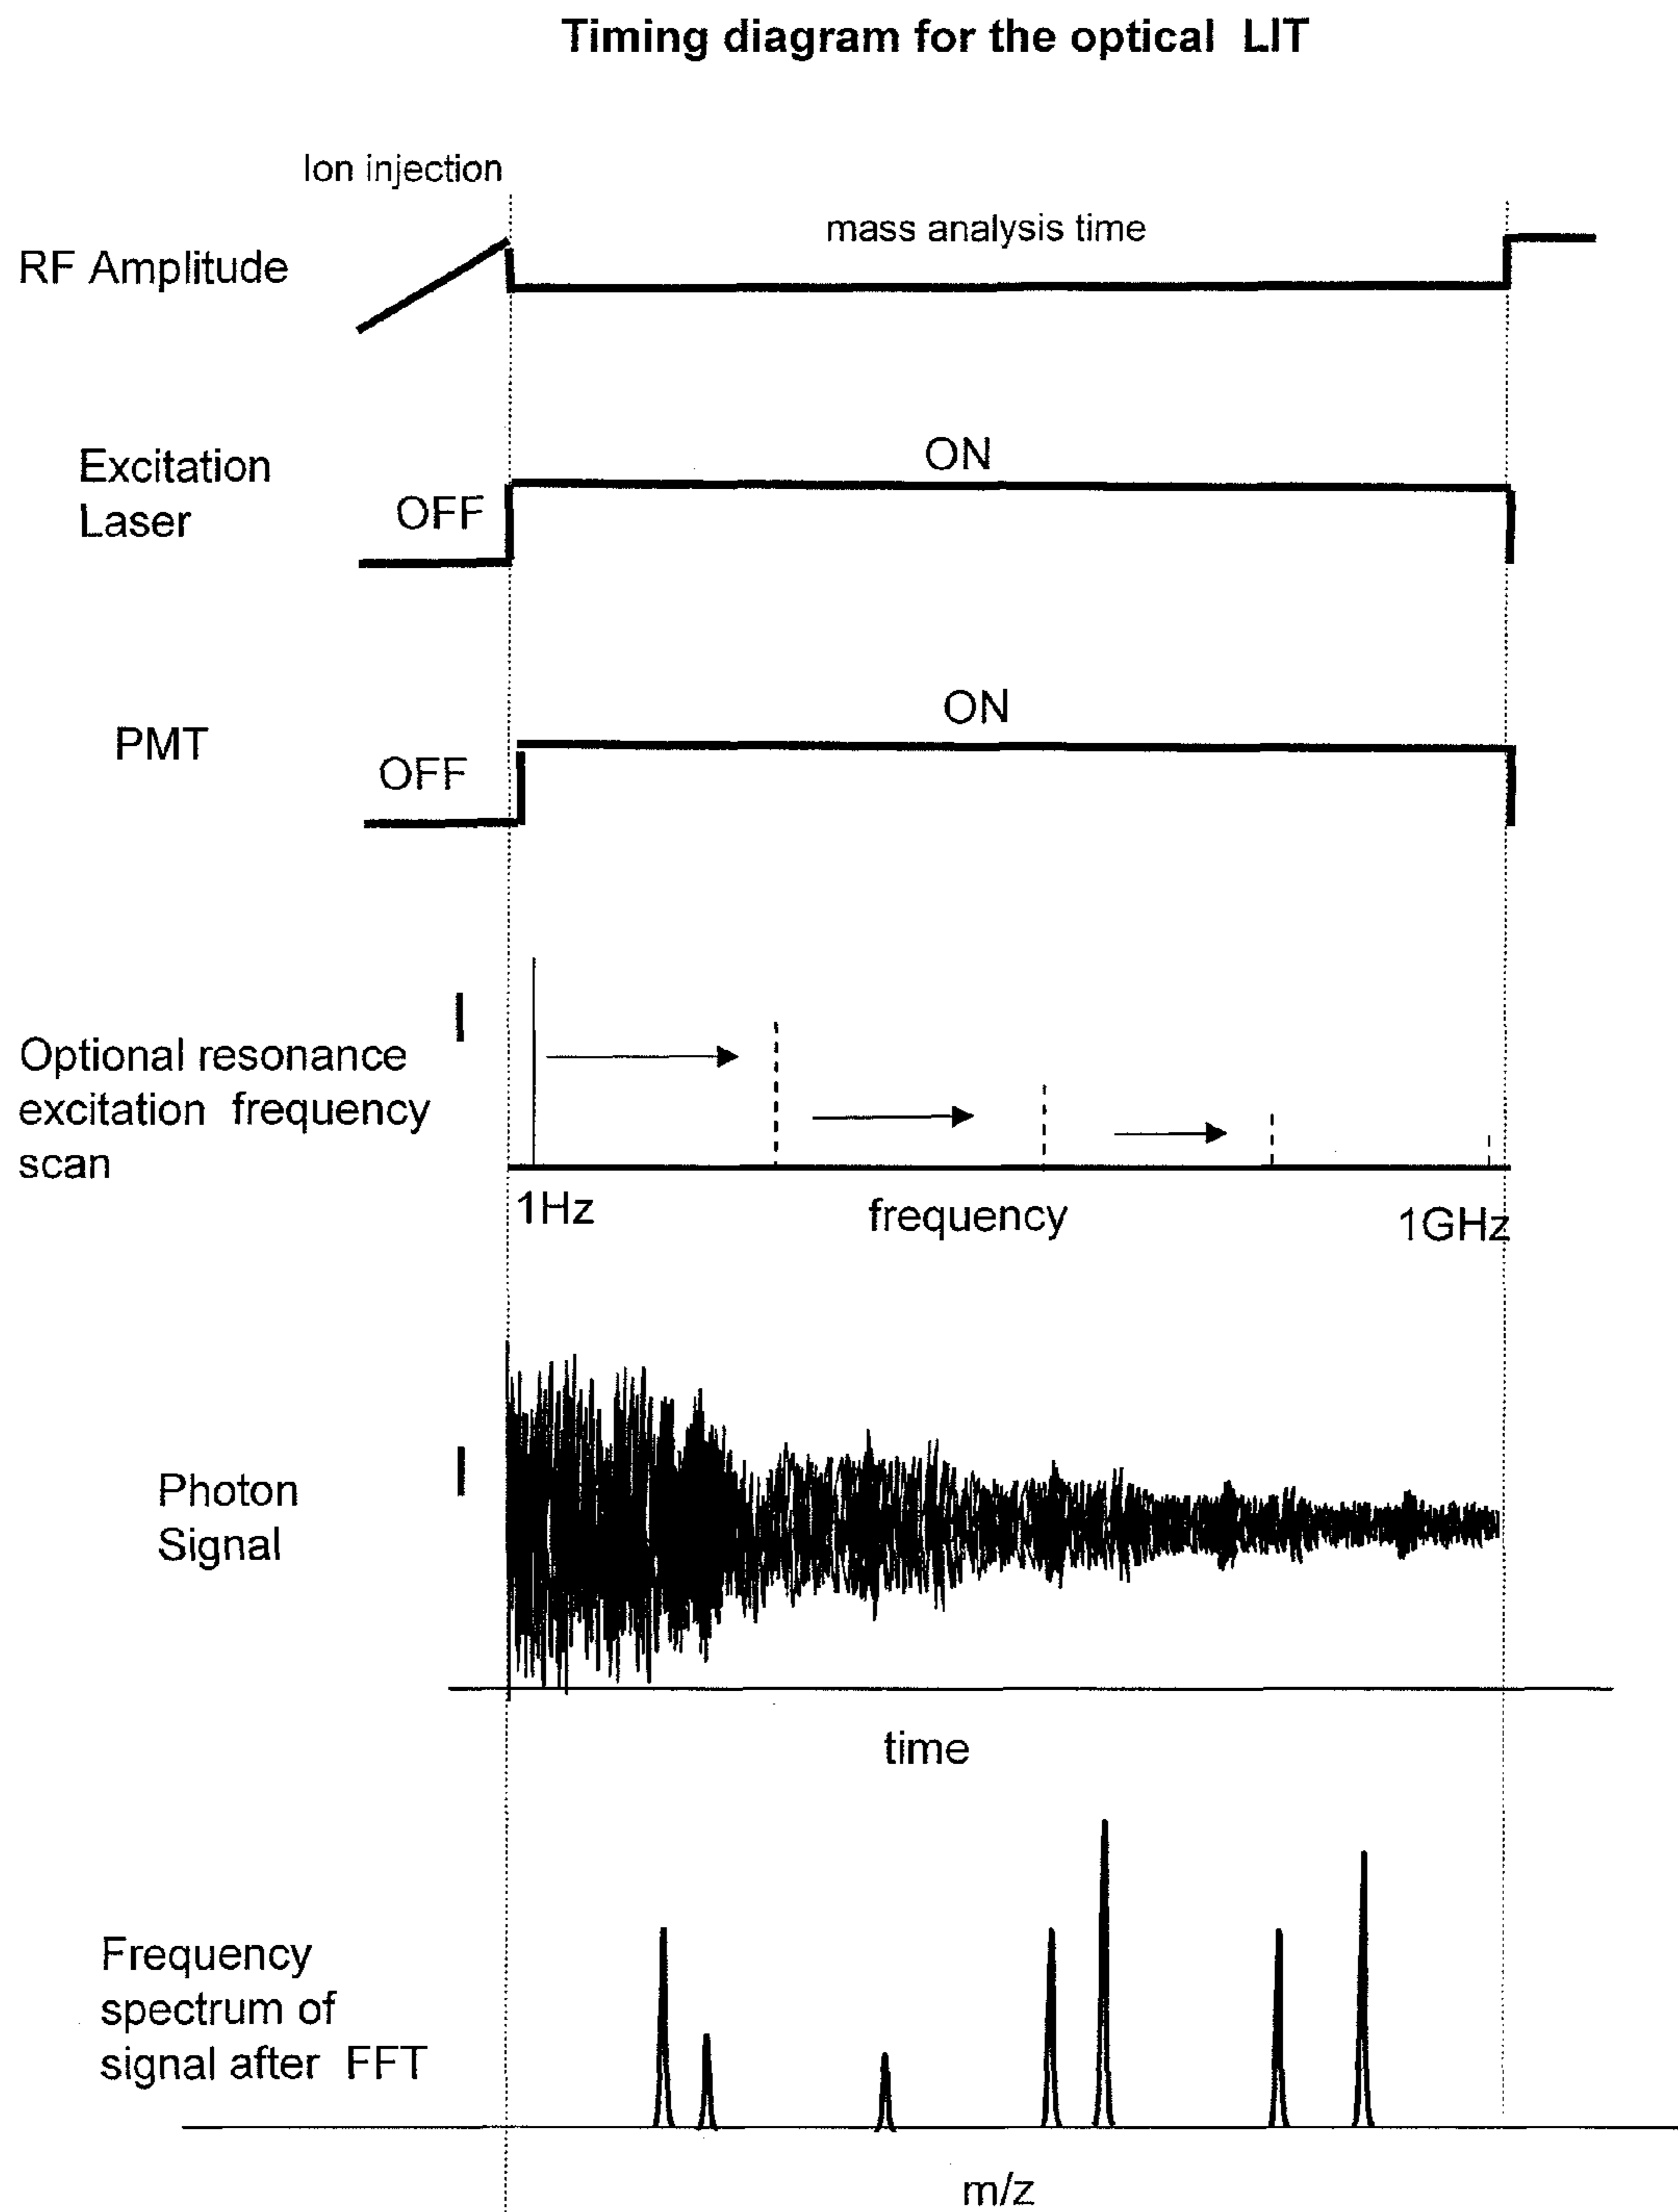 Timing diagram for the optical LIT
Ion injection
mass analysis time
RF Amplitude
ON
Excitation
Laser
OFF
ON
PMT
OFF
I
Optional resonance
excitation frequency
scan
1Hz
frequency
1GHz
I
Photon
Signal
time
Frequency
spectrum of
signal after FFT
m/z